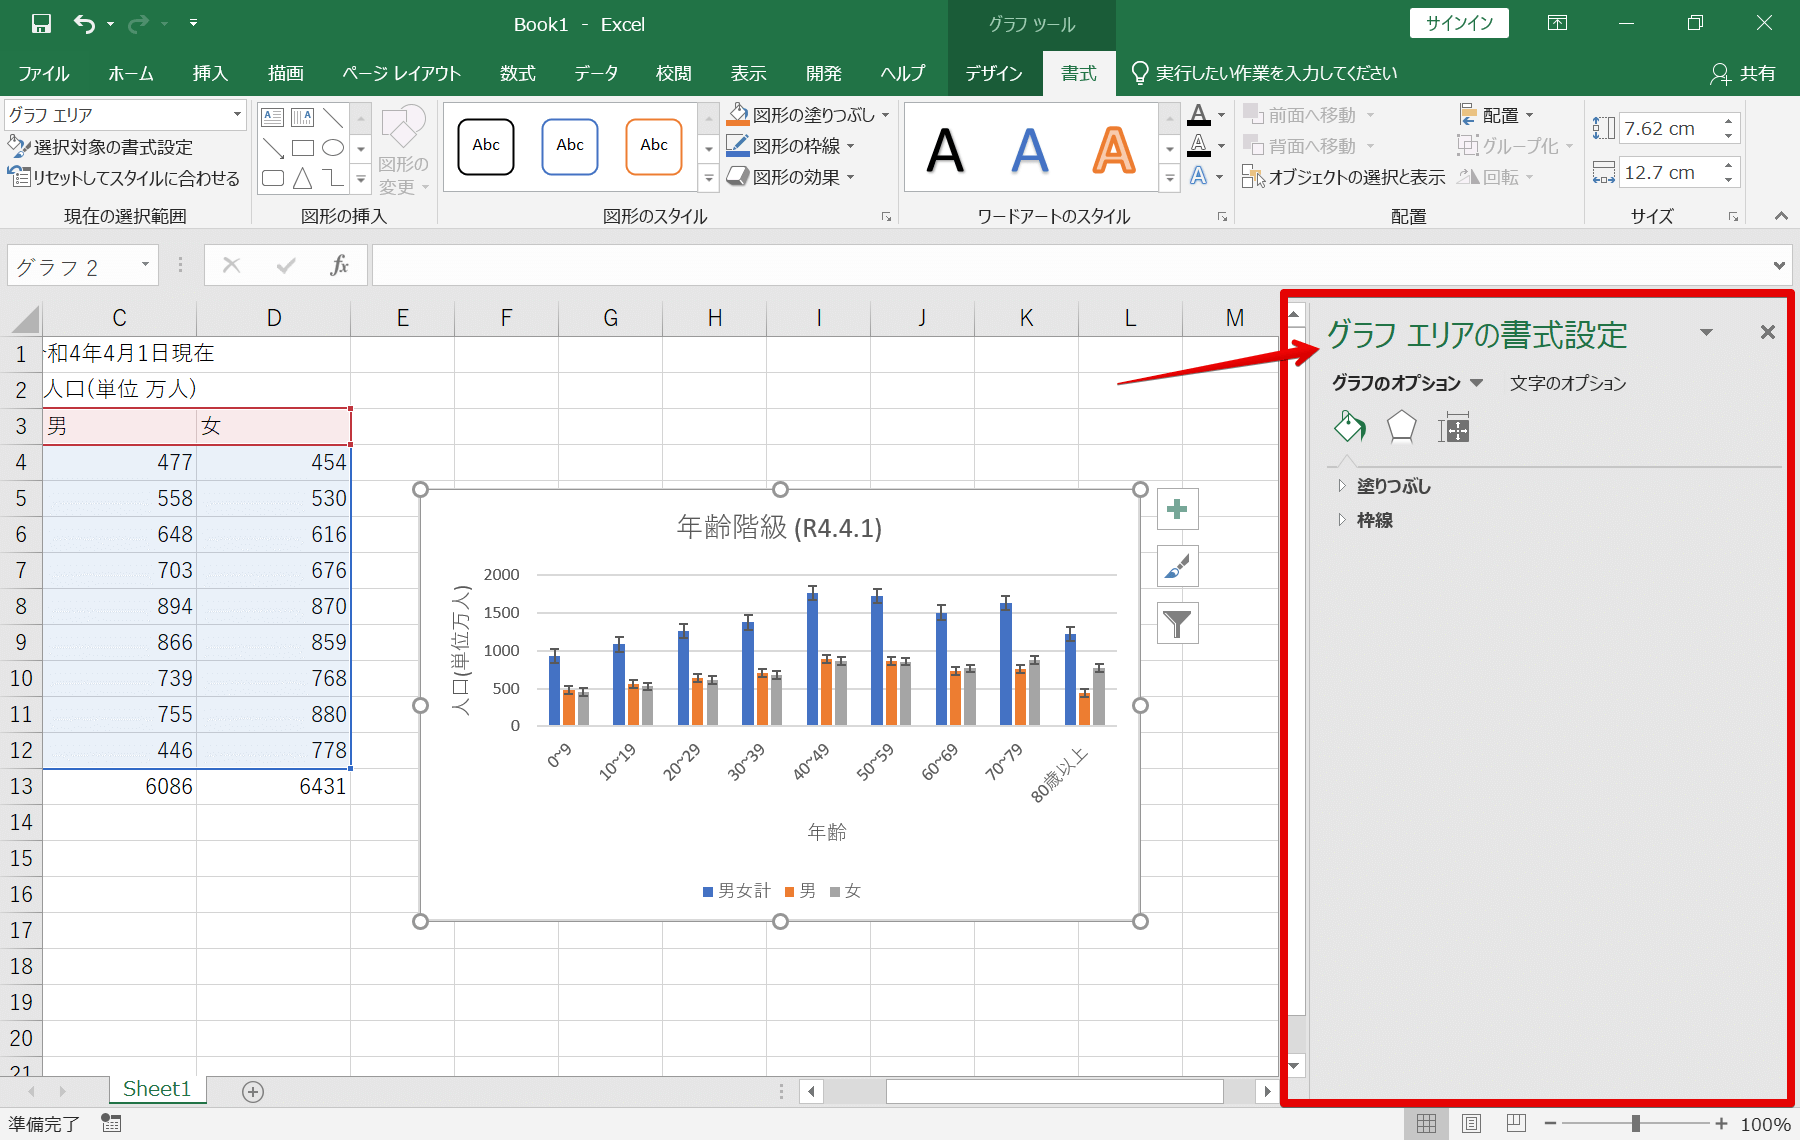 Book1 - Excel
グラフ ツール
サインイン
ファイル ホーム 挿入 描画 ページ レイアウト 数式 データ 校閲 表示 開発 ヘルプ デザイン 書式 実行したい作業を入力してください 共有
グラフ エリア
選択対象の書式設定
リセットしてスタイルに合わせる
現在の選択範囲
図形の
変更
図形の挿入
Abc Abc Abc
図形の塗りつぶし
図形の枠線
図形の効果
図形のスタイル
A A A
ワードアートのスタイル
前面へ移動
背面へ移動
オブジェクトの選択と表示
配置
グループ化
回転
配置
7.62 cm
12.7 cm
サイズ
グラフ 2
fx
C D E F G H I J K L M
1 和4年4月1日現在
2 人口(単位 万人)
3 男 女
4 477 454
5 558 530
6 648 616
7 703 676
8 894 870
9 866 859
10 739 768
11 755 880
12 446 778
13 6086 6431
14
15
16
17
18
19
20
21
年齢階級 (R4.4.1)
人口(単位万人)
2000
1500
1000
500
0
0~9 10~19 20~29 30~39 40~49 50~59 60~69 70~79 80歳以上
年齢
男女計 男 女
グラフ エリアの書式設定
グラフのオプション 文字のオプション
塗りつぶし
枠線
Sheet1
準備完了
100%